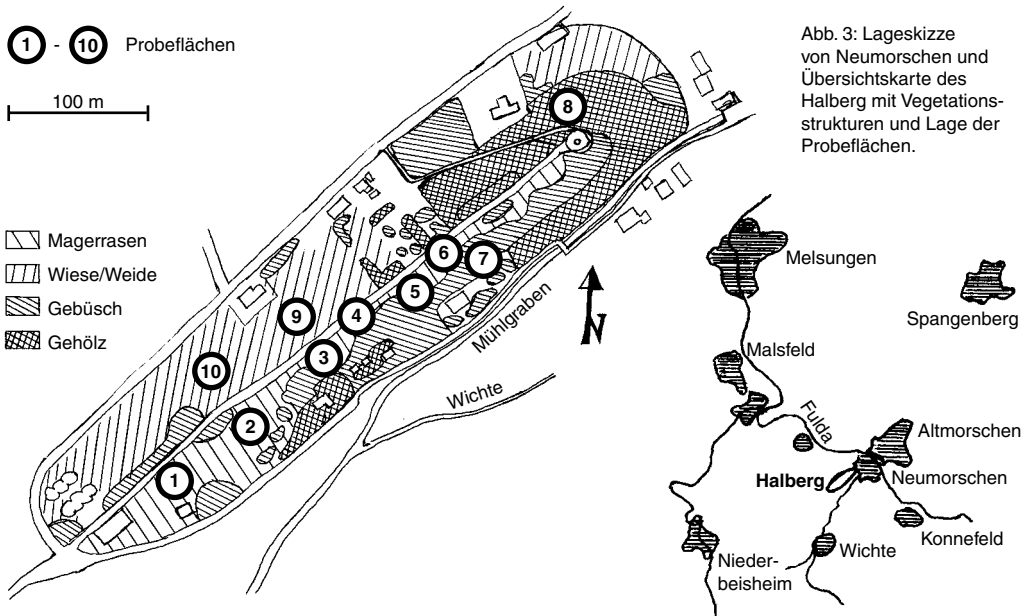 1 - 10 Probeflächen
100 m
Abb. 3: Lageskizze
von Neumorschen und
Übersichtskarte des
Halberg mit Vegetations-
strukturen und Lage der
Probeflächen.
Magerrasen
Wiese/Weide
Gebüsch
Gehölz
8
6
7
5
4
9
3
10
2
1
Mühlgraben
N
Wichte
Melsungen
Spangenberg
Malsfeld
Fulda
Altmorschen
Halberg
Neumorschen
Konnefeld
Wichte
Nieder-
beisheim